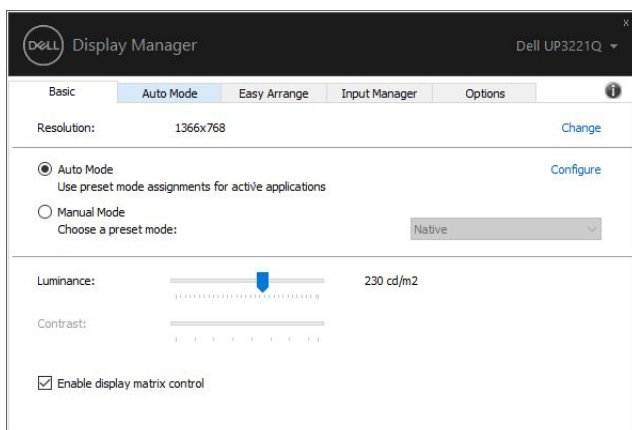 DELL Display Manager Dell UP3221Q
x
Basic Auto Mode Easy Arrange Input Manager Options
Resolution: 1366x768 Change
Auto Mode Configure
Use preset mode assignments for active applications
Manual Mode
Choose a preset mode: Native
Luminance: 230 cd/m2
Contrast:
Enable display matrix control